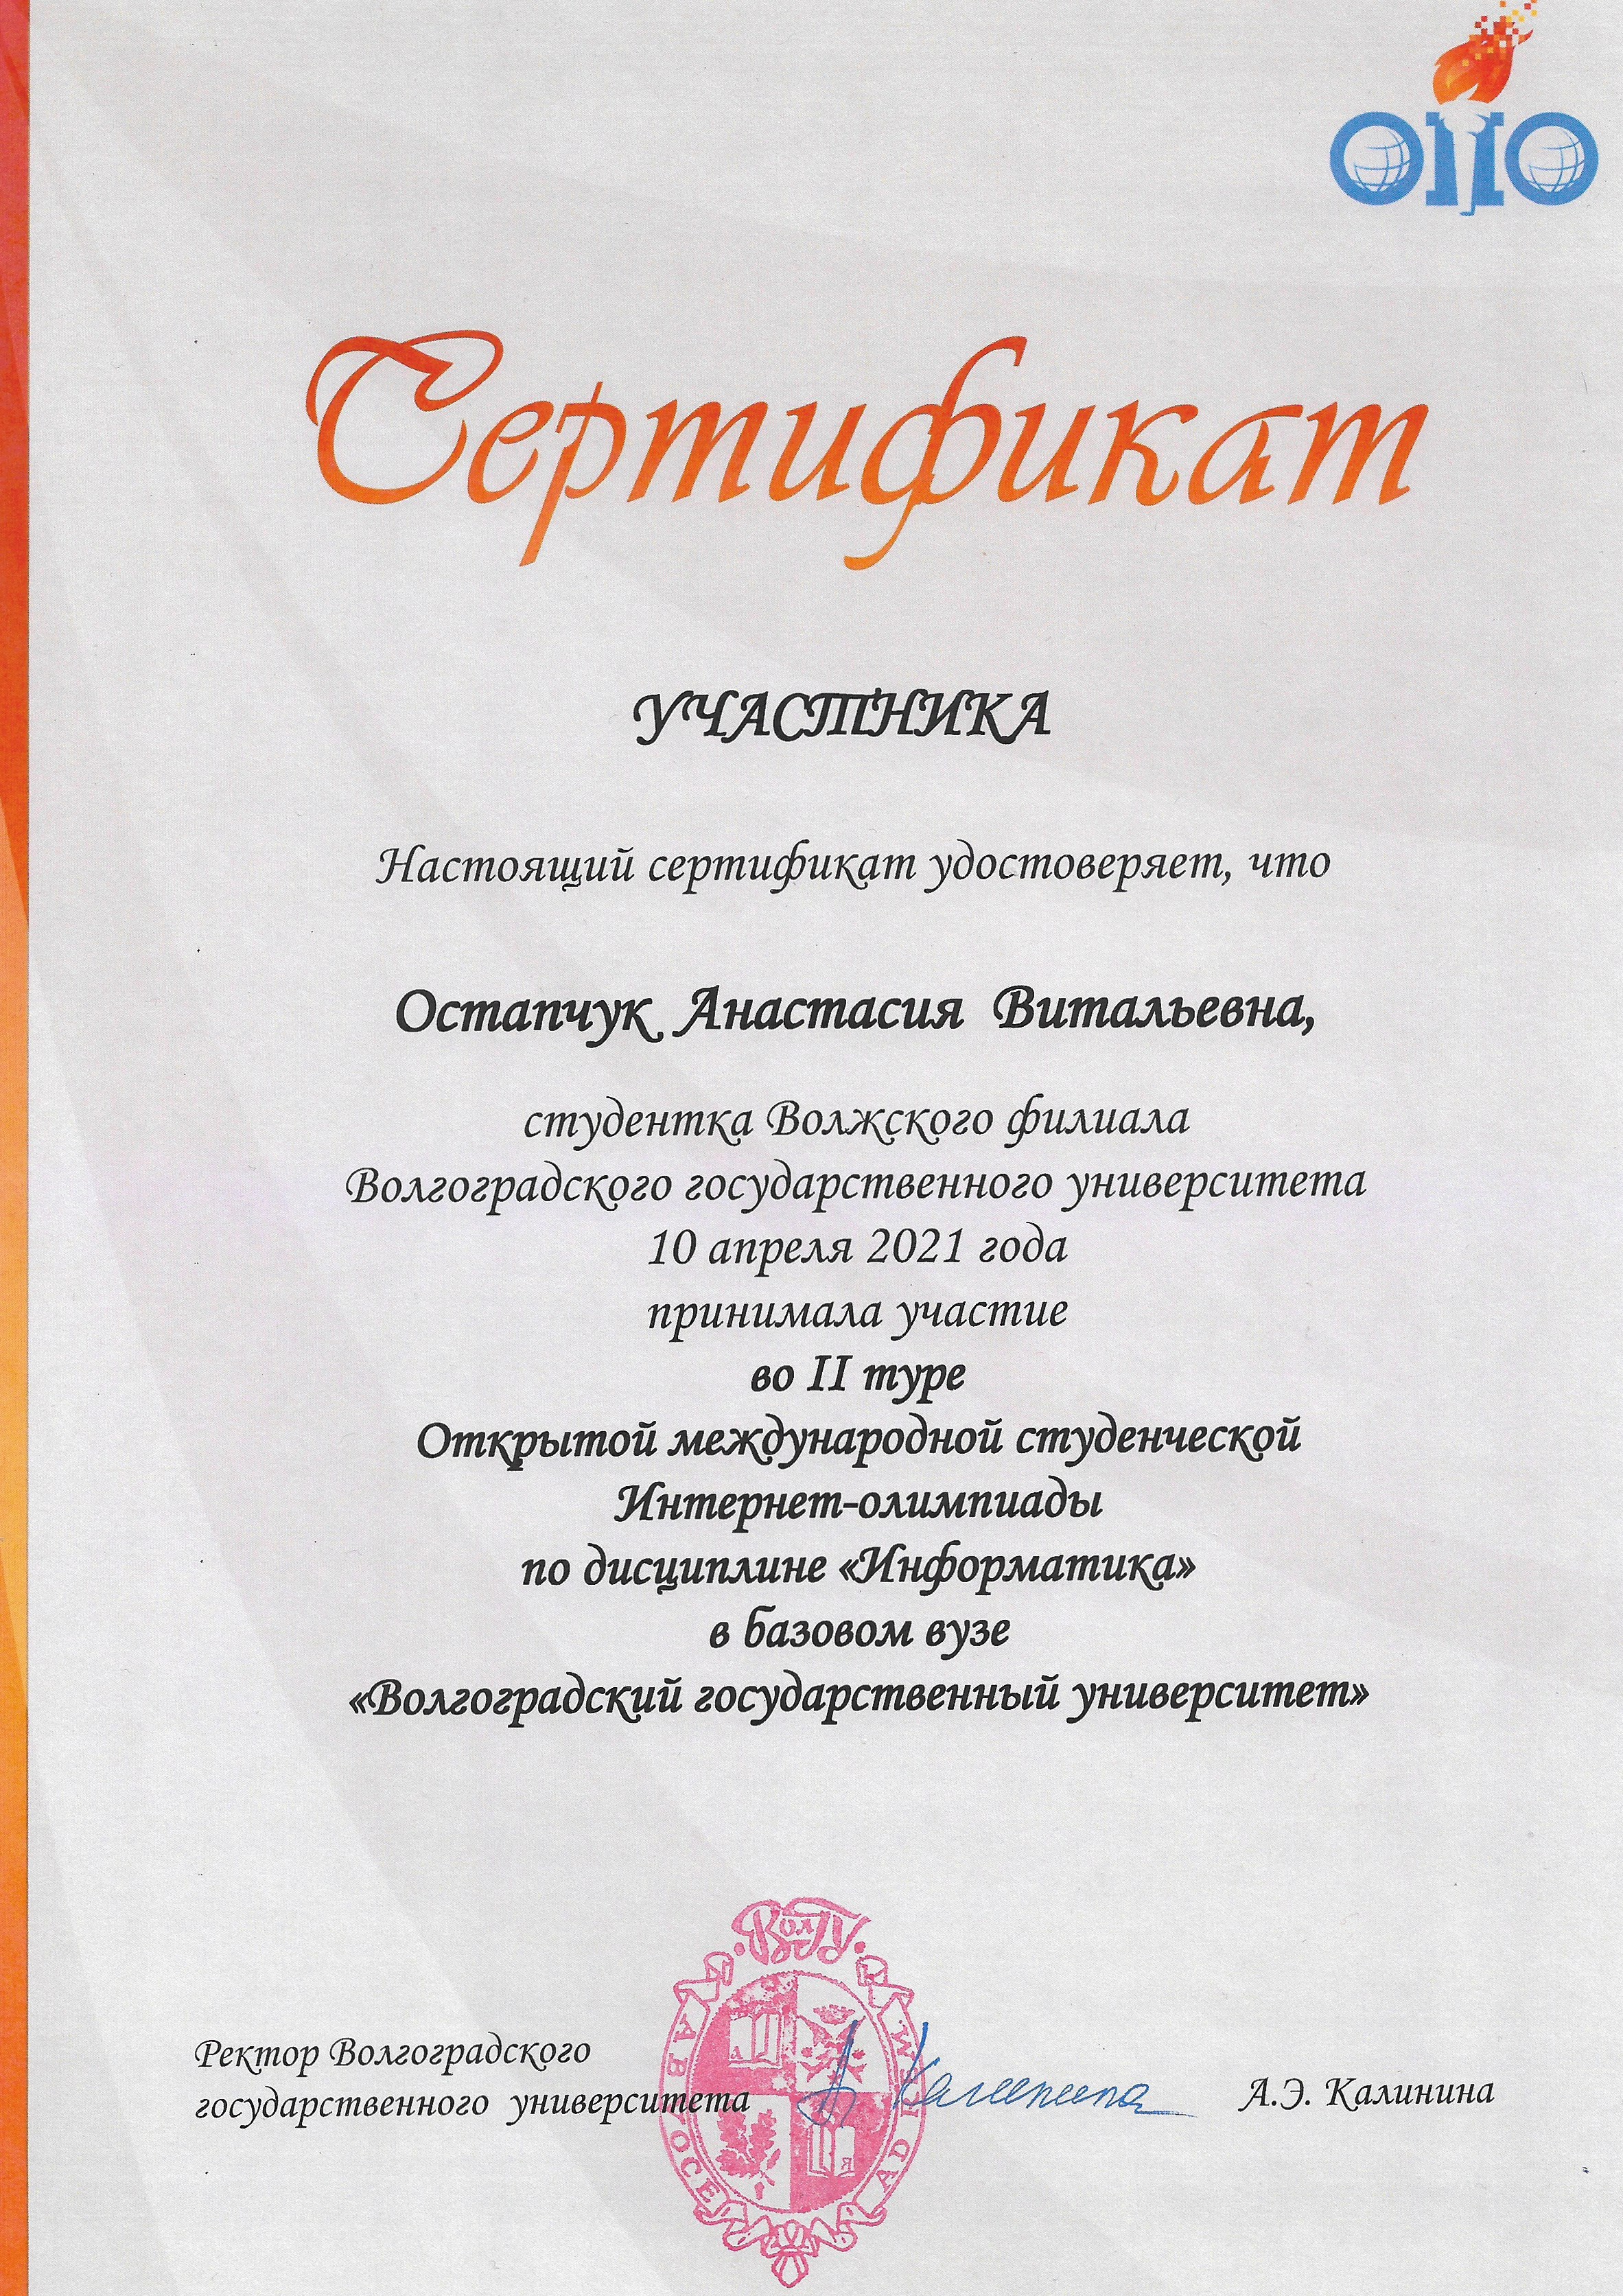 ОПО
Сертификат
УЧАСТНИКА
Настоящий сертификат удостоверяет, что
Остапчук Анастасия Витальевна,
студентка Волжского филиала
Волгоградского государственного университета
10 апреля 2021 года
принимала участие
во II туре
Открытой международной студенческой
Интернет-олимпиады
по дисциплине «Информатика»
в базовом вузе
«Волгоградский государственный университет»
ВолГУ
Ректор Волгоградского
государственного университета
Калинина
А.Э. Калинина